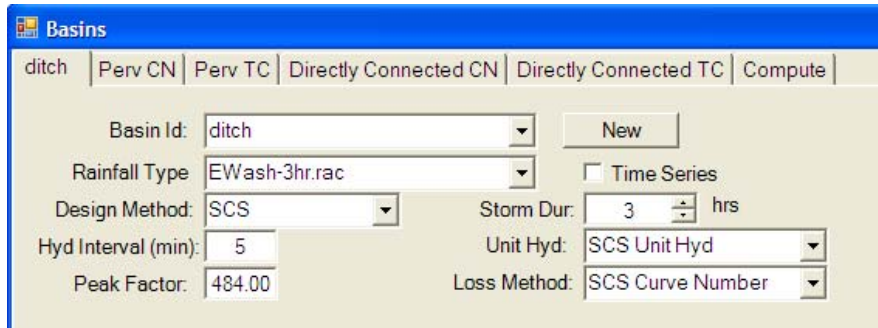 Basins
ditch Perv CN Perv TC Directly Connected CN Directly Connected TC Compute
Basin Id: ditch New
Rainfall Type EWash-3hr.rac Time Series
Design Method: SCS Storm Dur: 3 hrs
Hyd Interval (min): 5 Unit Hyd: SCS Unit Hyd
Peak Factor: 484.00 Loss Method: SCS Curve Number